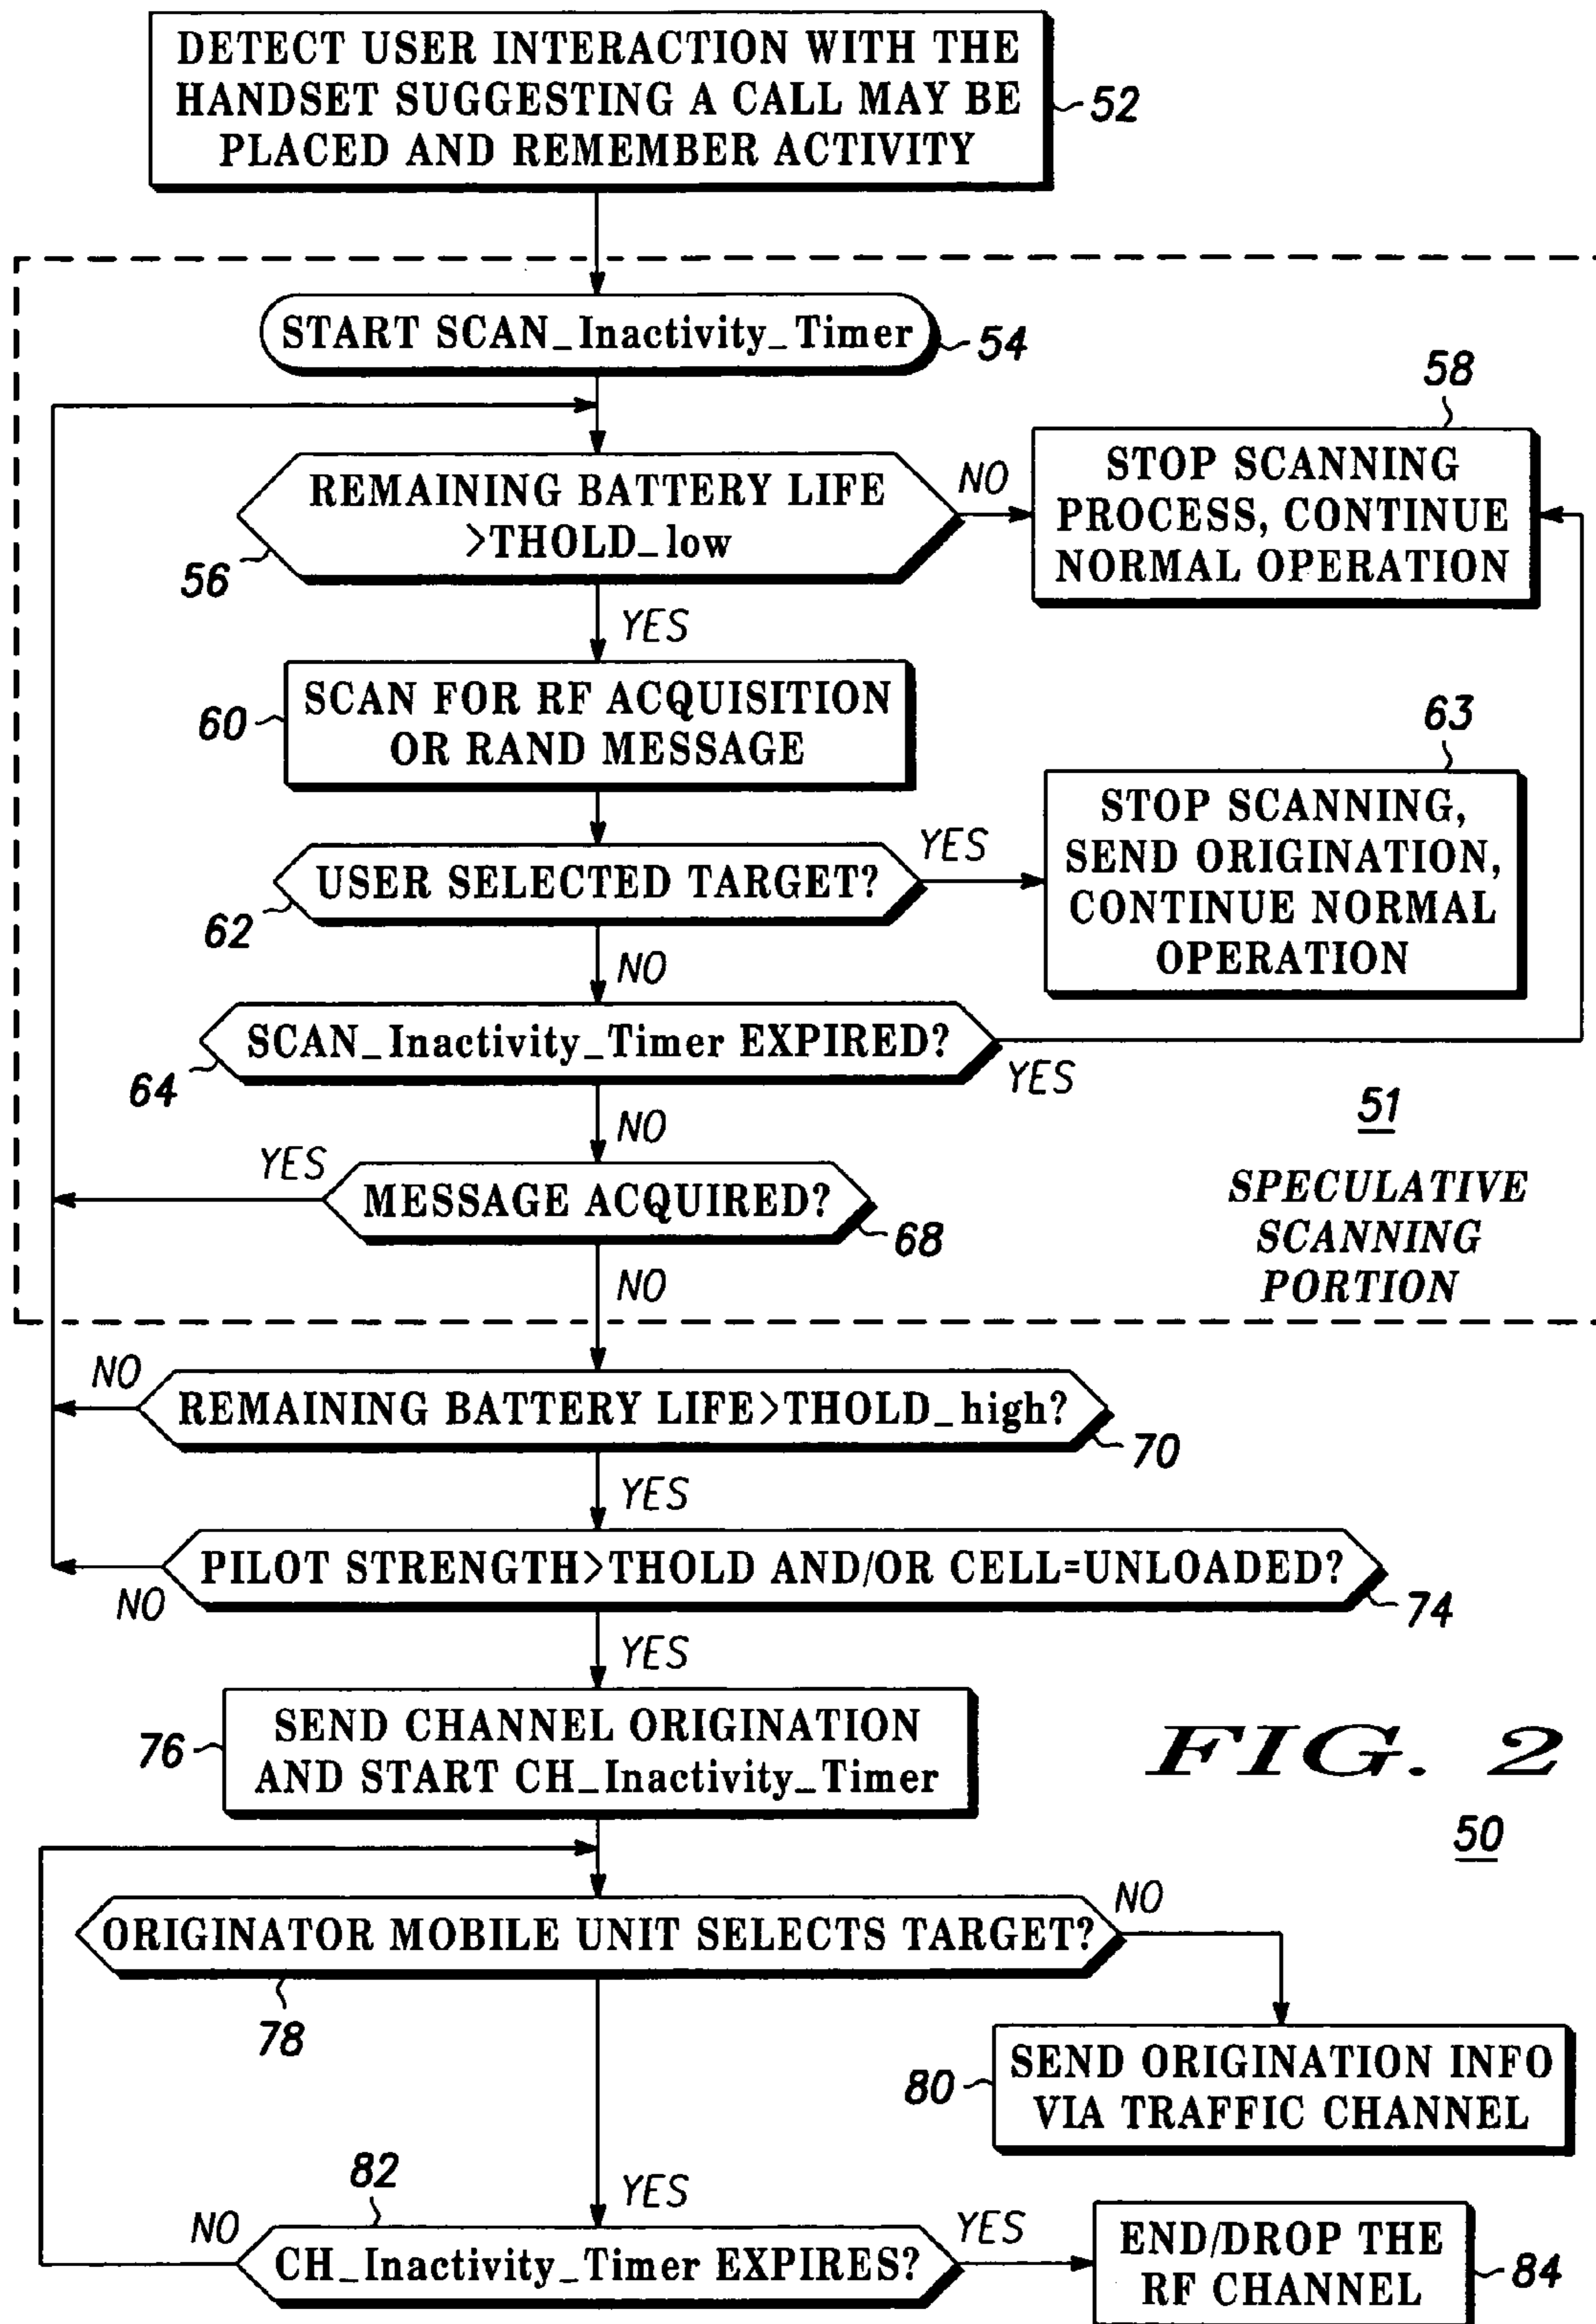 DETECT USER INTERACTION WITH THE
HANDSET SUGGESTING A CALL MAY BE
PLACED AND REMEMBER ACTIVITY
52
START SCAN_Inactivity_Timer
54
REMAINING BATTERY LIFE
>THOLD_low
56
NO
58
STOP SCANNING
PROCESS, CONTINUE
NORMAL OPERATION
YES
60
SCAN FOR RF ACQUISITION
OR RAND MESSAGE
63
STOP SCANNING,
SEND ORIGINATION,
CONTINUE NORMAL
OPERATION
USER SELECTED TARGET?
YES
62
NO
SCAN_Inactivity_Timer EXPIRED?
64
YES
NO
51
SPECULATIVE
SCANNING
PORTION
YES
MESSAGE ACQUIRED?
68
NO
NO
REMAINING BATTERY LIFE>THOLD_high?
70
YES
PILOT STRENGTH>THOLD AND/OR CELL=UNLOADED?
NO
74
YES
76
SEND CHANNEL ORIGINATION
AND START CH_Inactivity_Timer
FIG. 2
50
ORIGINATOR MOBILE UNIT SELECTS TARGET?
NO
78
80
SEND ORIGINATION INFO
VIA TRAFFIC CHANNEL
YES
82
NO
CH_Inactivity_Timer EXPIRES?
YES
END/DROP THE
RF CHANNEL
84